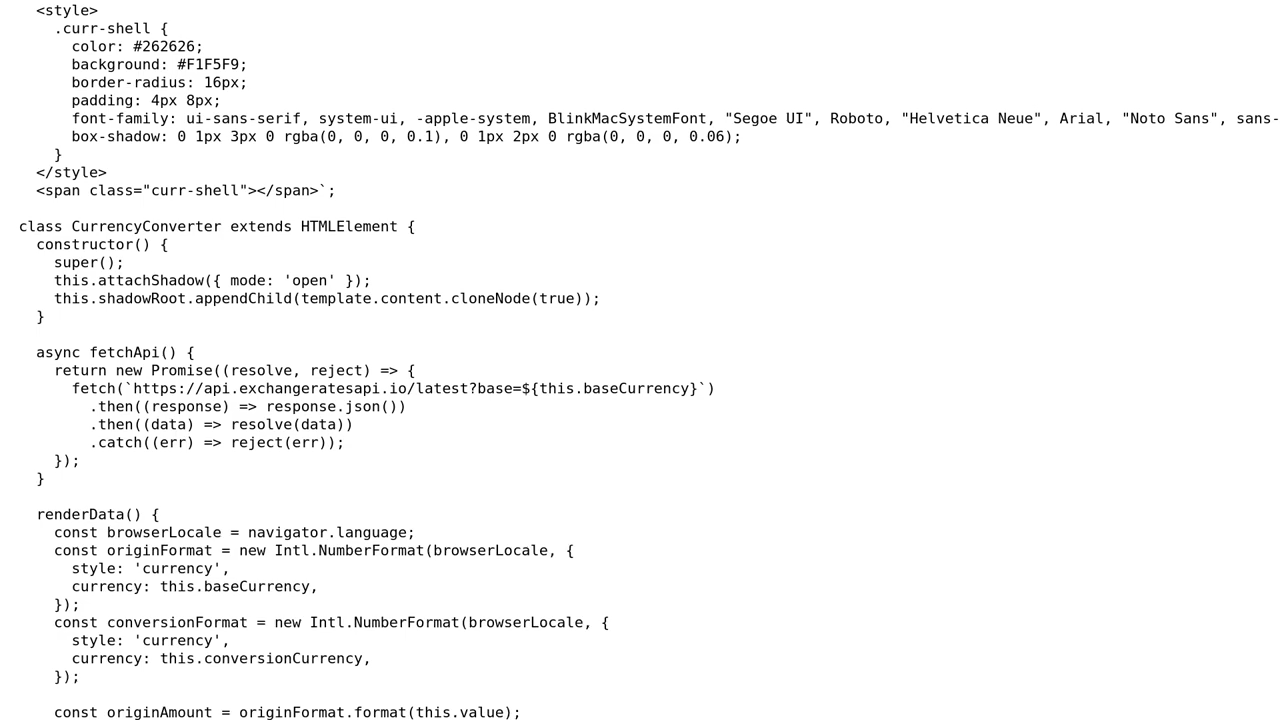 <style>
.curr-shell {
color: #262626;
background: #F1F5F9;
border-radius: 16px;
padding: 4px 8px;
font-family: ui-sans-serif, system-ui, -apple-system, BlinkMacSystemFont, "Segoe UI", Roboto, "Helvetica Neue", Arial, "Noto Sans", sans-
box-shadow: 0 1px 3px 0 rgba(0, 0, 0, 0.1), 0 1px 2px 0 rgba(0, 0, 0, 0.06);
}
</style>
<span class="curr-shell"></span>`;
class CurrencyConverter extends HTMLElement {
constructor() {
super();
this.attachShadow({ mode: 'open' });
this.shadowRoot.appendChild(template.content.cloneNode(true));
}
async fetchApi() {
return new Promise((resolve, reject) => {
fetch(`https://api.exchangeratesapi.io/latest?base=${this.baseCurrency}`)
.then((response) => response.json())
.then((data) => resolve(data))
.catch((err) => reject(err));
});
}
renderData() {
const browserLocale = navigator.language;
const originFormat = new Intl.NumberFormat(browserLocale, {
style: 'currency',
currency: this.baseCurrency,
});
const conversionFormat = new Intl.NumberFormat(browserLocale, {
style: 'currency',
currency: this.conversionCurrency,
});
const originAmount = originFormat.format(this.value);